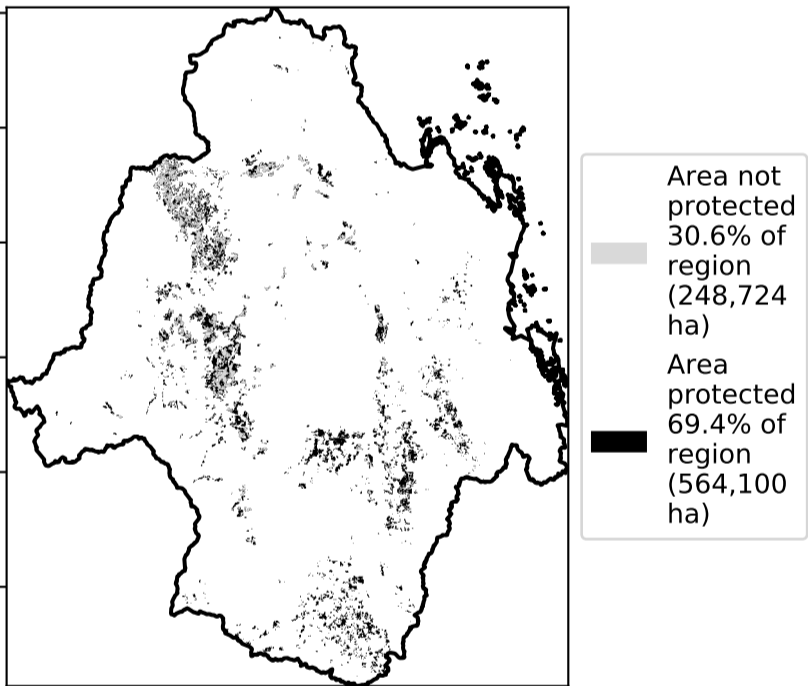 Area not
protected
30.6% of
region
(248,724
ha)
Area
protected
69.4% of
region
(564,100
ha)